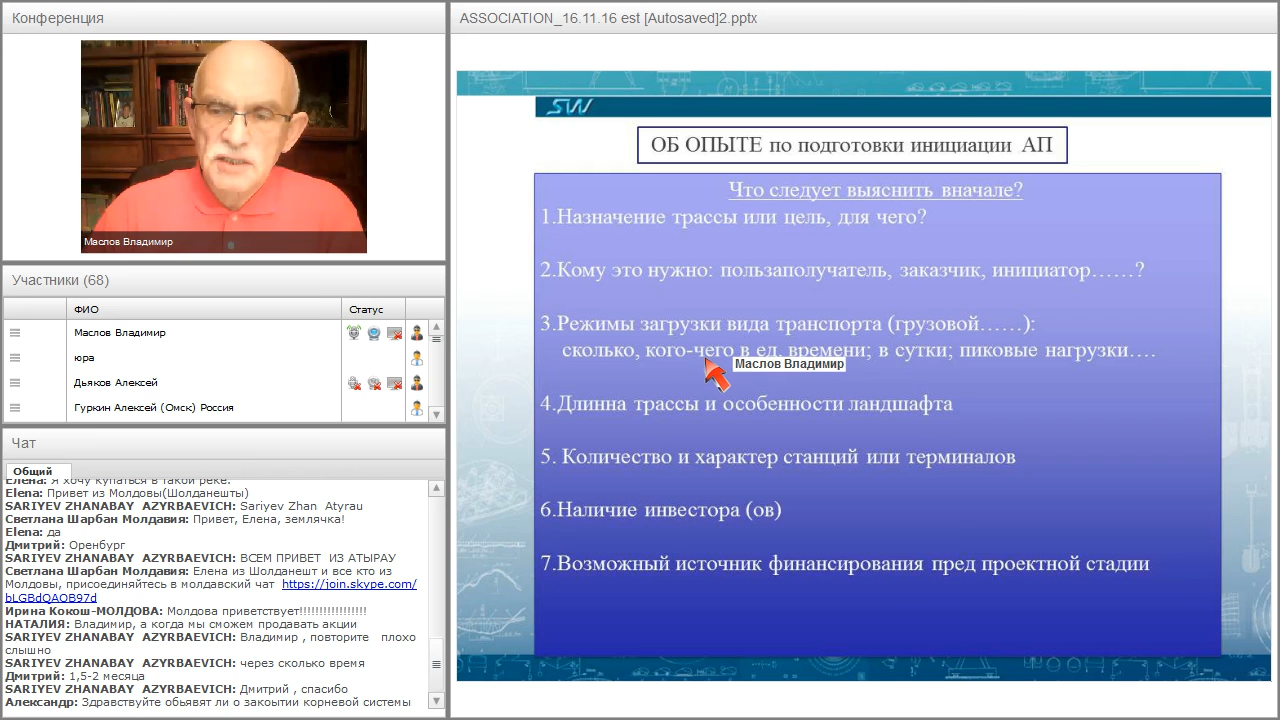 Конференция
Маслов Владимир
Участники (68)
ФИО
Статус
Маслов Владимир
юра
Дьяков Алексей
Гуркин Алексей (Омск) Россия
Чат
Общий
Елена: Я хочу купаться в такой реке.
Elena: Привет из Молдовы(Шолданешты)
SARIYEV ZHANABAY AZYRBAEVICH: Sariyev Zhan Atyrau
Светлана Шарбан Молдавия: Привет, Елена, землячка!
Elena: да
Дмитрий: Оренбург
SARIYEV ZHANABAY AZYRBAEVICH: ВСЕМ ПРИВЕТ ИЗ АТЫРАУ
Светлана Шарбан Молдавия: Елена из Шолданешт и все кто из
Молдовы, присоединяйтесь в молдавский чат https://join.skype.com/
bLGBdQAOB97d
Ирина Кокош-МОЛДОВА: Молдова приветствует!!!!!!!!!!!!!!!!!
НАТАЛИЯ: Владимир, а когда мы сможем продавать акции
SARIYEV ZHANABAY AZYRBAEVICH: Владимир , повторите плохо
слышно
SARIYEV ZHANABAY AZYRBAEVICH: через сколько время
Дмитрий: 1,5-2 месяца
SARIYEV ZHANABAY AZYRBAEVICH: Дмитрий , спасибо
Александр: Здравствуйте обьявят ли о закоытии корневой системы
ASSOCIATION_16.11.16 est [Autosaved]2.pptx
SW
ОБ ОПЫТЕ по подготовки инициации АП
Что следует выяснить вначале?
1.Назначение трассы или цель, для чего?
2.Кому это нужно: пользаполучатель, заказчик, инициатор……?
3.Режимы загрузки вида транспорта (грузовой……):
сколько, кого-чего в ед. времени; в сутки; пиковые нагрузки….
Маслов Владимир
4.Длинна трассы и особенности ландшафта
5. Количество и характер станций или терминалов
6.Наличие инвестора (ов)
7.Возможный источник финансирования пред проектной стадии